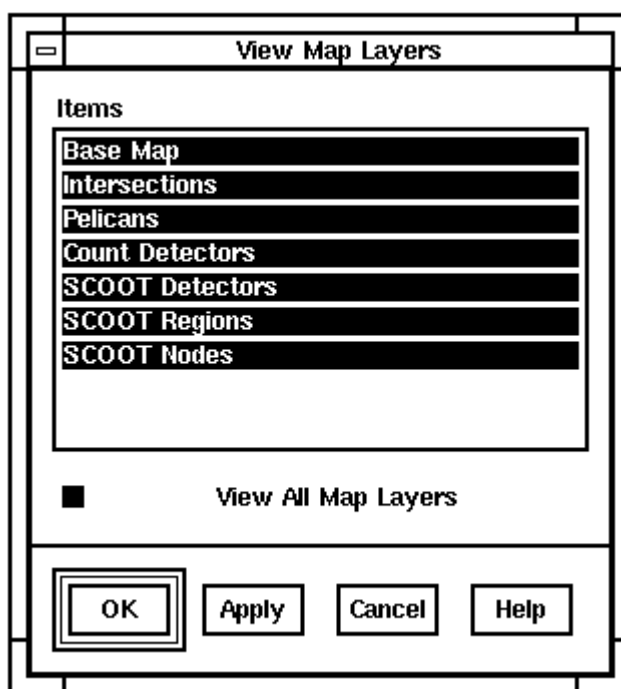 View Map Layers
Items
Base Map
Intersections
Pelicans
Count Detectors
SCOOT Detectors
SCOOT Regions
SCOOT Nodes
View All Map Layers
OK Apply Cancel Help